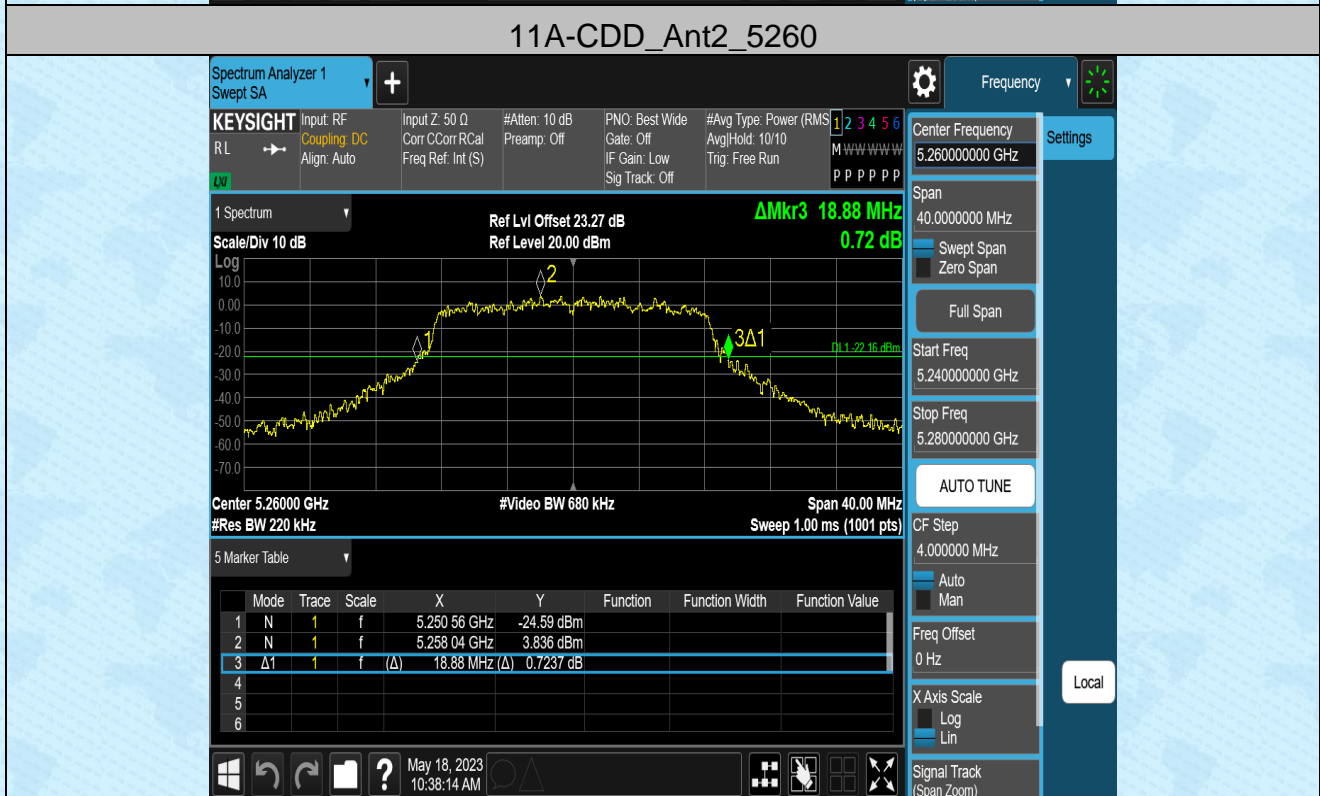 11A-CDD_Ant2_5260
Spectrum Analyzer 1
Swept SA
Frequency
KEYSIGHT
RL
LXI
Input: RF
Coupling: DC
Align: Auto
Input Z: 50 Ω
Corr CCorr RCal
Freq Ref: Int (S)
#Atten: 10 dB
Preamp: Off
PNO: Best Wide
Gate: Off
IF Gain: Low
Sig Track: Off
#Avg Type: Power (RMS
Avg|Hold: 10/10
Trig: Free Run
1 2 3 4 5 6
M W W W W W
P P P P P P
1 Spectrum
Scale/Div 10 dB
Ref Lvl Offset 23.27 dB
Ref Level 20.00 dBm
ΔMkr3 18.88 MHz
0.72 dB
Log
10.0
0.00
-10.0
-20.0
-30.0
-40.0
-50.0
-60.0
-70.0
1
2
3Δ1
DL1 -22.16 dBm
Center 5.26000 GHz
#Res BW 220 kHz
#Video BW 680 kHz
Span 40.00 MHz
Sweep 1.00 ms (1001 pts)
5 Marker Table
Mode Trace Scale X Y Function Function Width Function Value
1 N 1 f 5.250 56 GHz -24.59 dBm
2 N 1 f 5.258 04 GHz 3.836 dBm
3 Δ1 1 f (Δ) 18.88 MHz (Δ) 0.7237 dB
4
5
6
May 18, 2023
10:38:14 AM
Center Frequency
5.260000000 GHz
Settings
Span
40.0000000 MHz
Swept Span
Zero Span
Full Span
Start Freq
5.240000000 GHz
Stop Freq
5.280000000 GHz
AUTO TUNE
CF Step
4.000000 MHz
Auto
Man
Freq Offset
0 Hz
Local
X Axis Scale
Log
Lin
Signal Track
(Span Zoom)